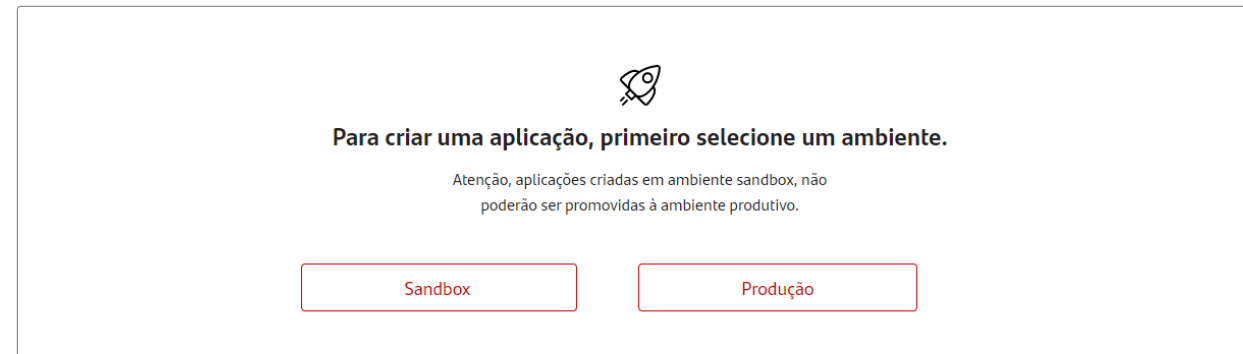 Para criar uma aplicação, primeiro selecione um ambiente.
Atenção, aplicações criadas em ambiente sandbox, não
poderão ser promovidas à ambiente produtivo.
Sandbox
Produção